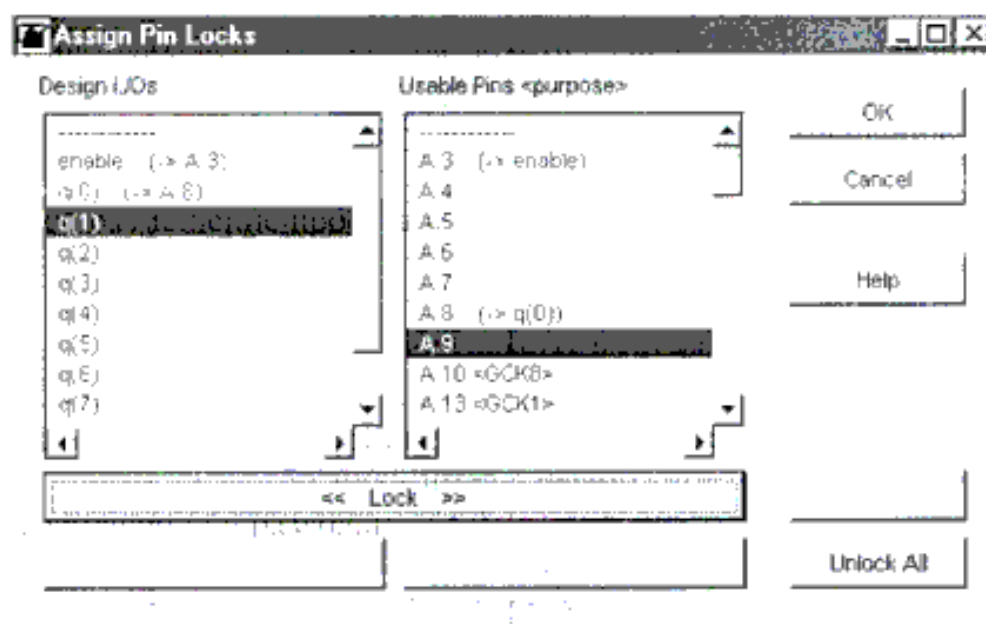 Assign Pin Locks
Design I/Os
Usable Pins <purpose>
enable (-> A.3)
q(0) (-> A.8)
q(1)
q(2)
q(3)
q(4)
q(5)
q(6)
q(7)
A.3 (-> enable)
A.4
A.5
A.6
A.7
A.8 (-> q(0))
A.9
A.10 <GCK8>
A.13 <GCK1>
OK
Cancel
Help
<< Lock >>
Unlock All